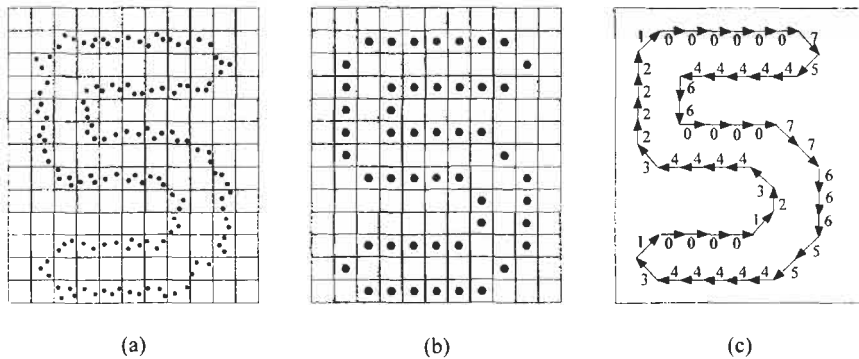 1 0 0 0 0 0 7
2 4 4 4 4 4 5
2 6
2 6
2 0 0 0 0 7
7
3 4 4 4 4 6
3 6
1 2 6
1 0 0 0 0
5
3 4 4 4 4 4 5
(a) (b) (c)